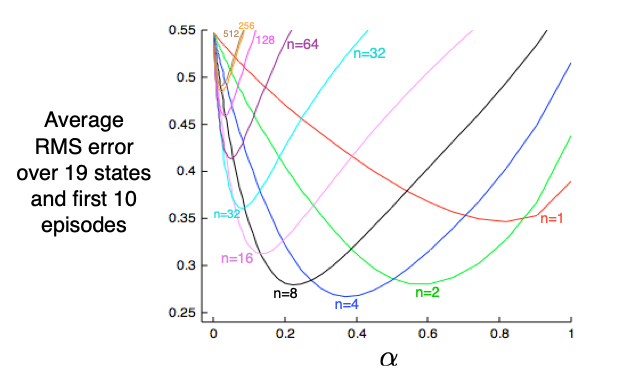 Average
RMS error
over 19 states
and first 10
episodes
0.55
0.5
0.45
0.4
0.35
0.3
0.25
0
0.2
0.4
0.6
0.8
1
α
256
512
128
n=64
n=32
n=32
n=16
n=8
n=4
n=2
n=1